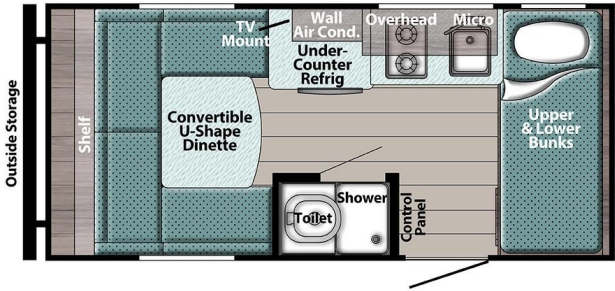 Outside Storage
Shelf
TV
Mount
Wall
Air Cond.
Under-
Counter
Refrig
Overhead
Micro
Convertible
U-Shape
Dinette
Upper
& Lower
Bunks
Toilet
Shower
Control
Panel